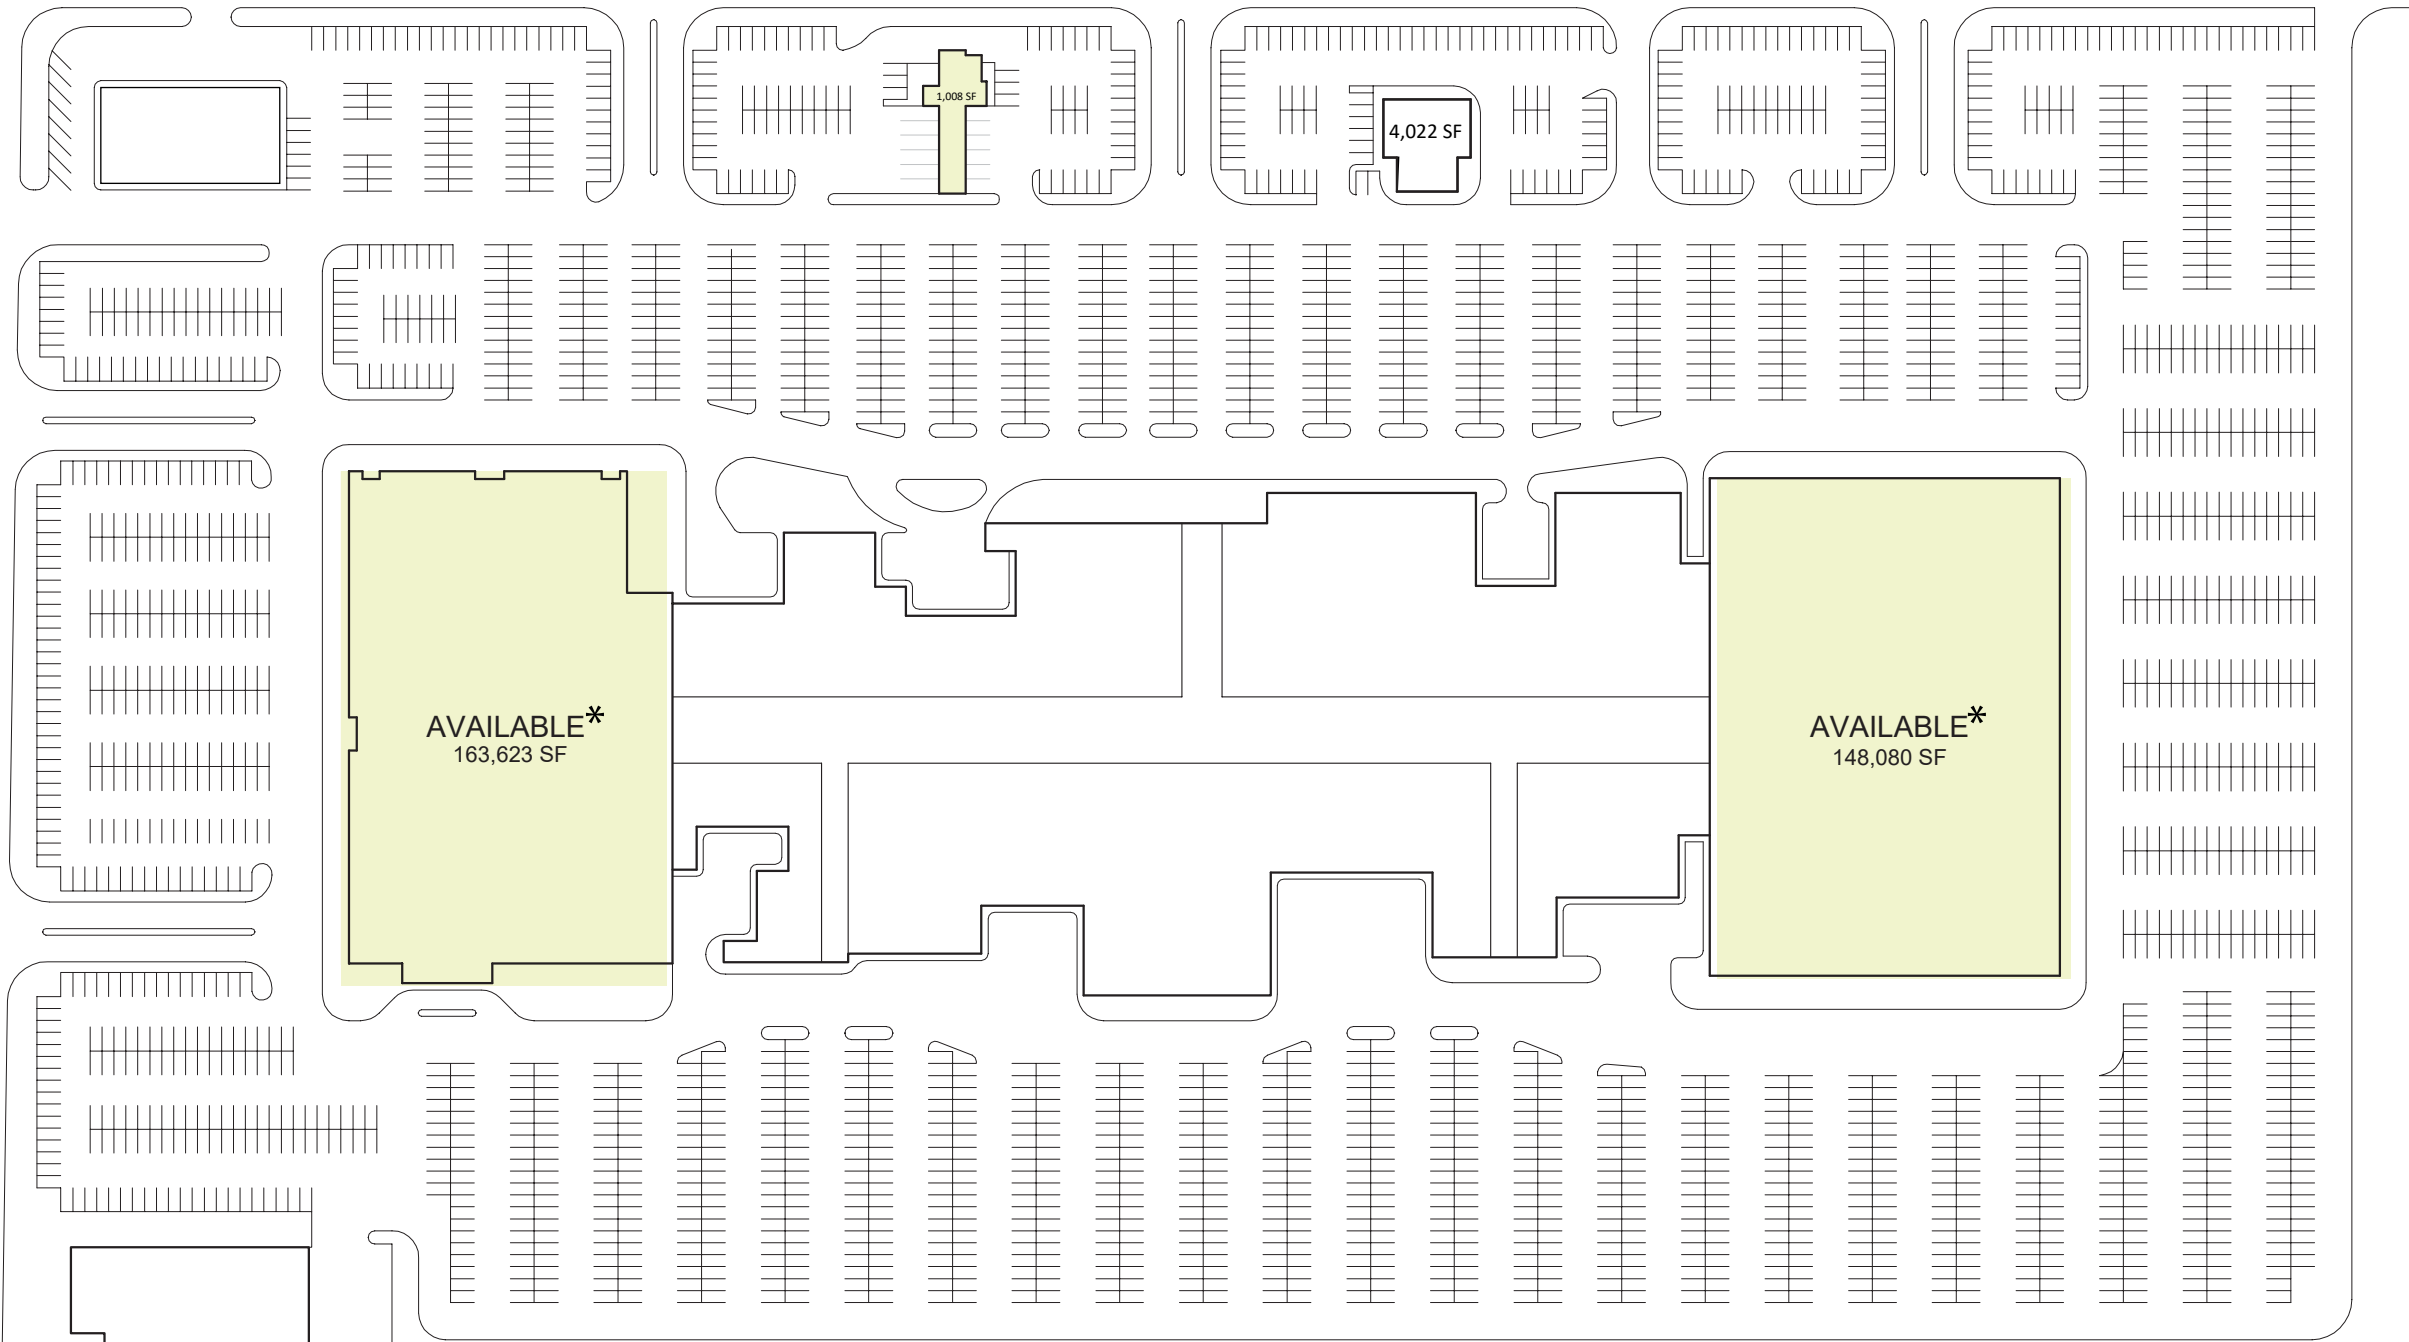 1,008 SF
4,022 SF
AVAILABLE*
163,623 SF
AVAILABLE*
148,080 SF